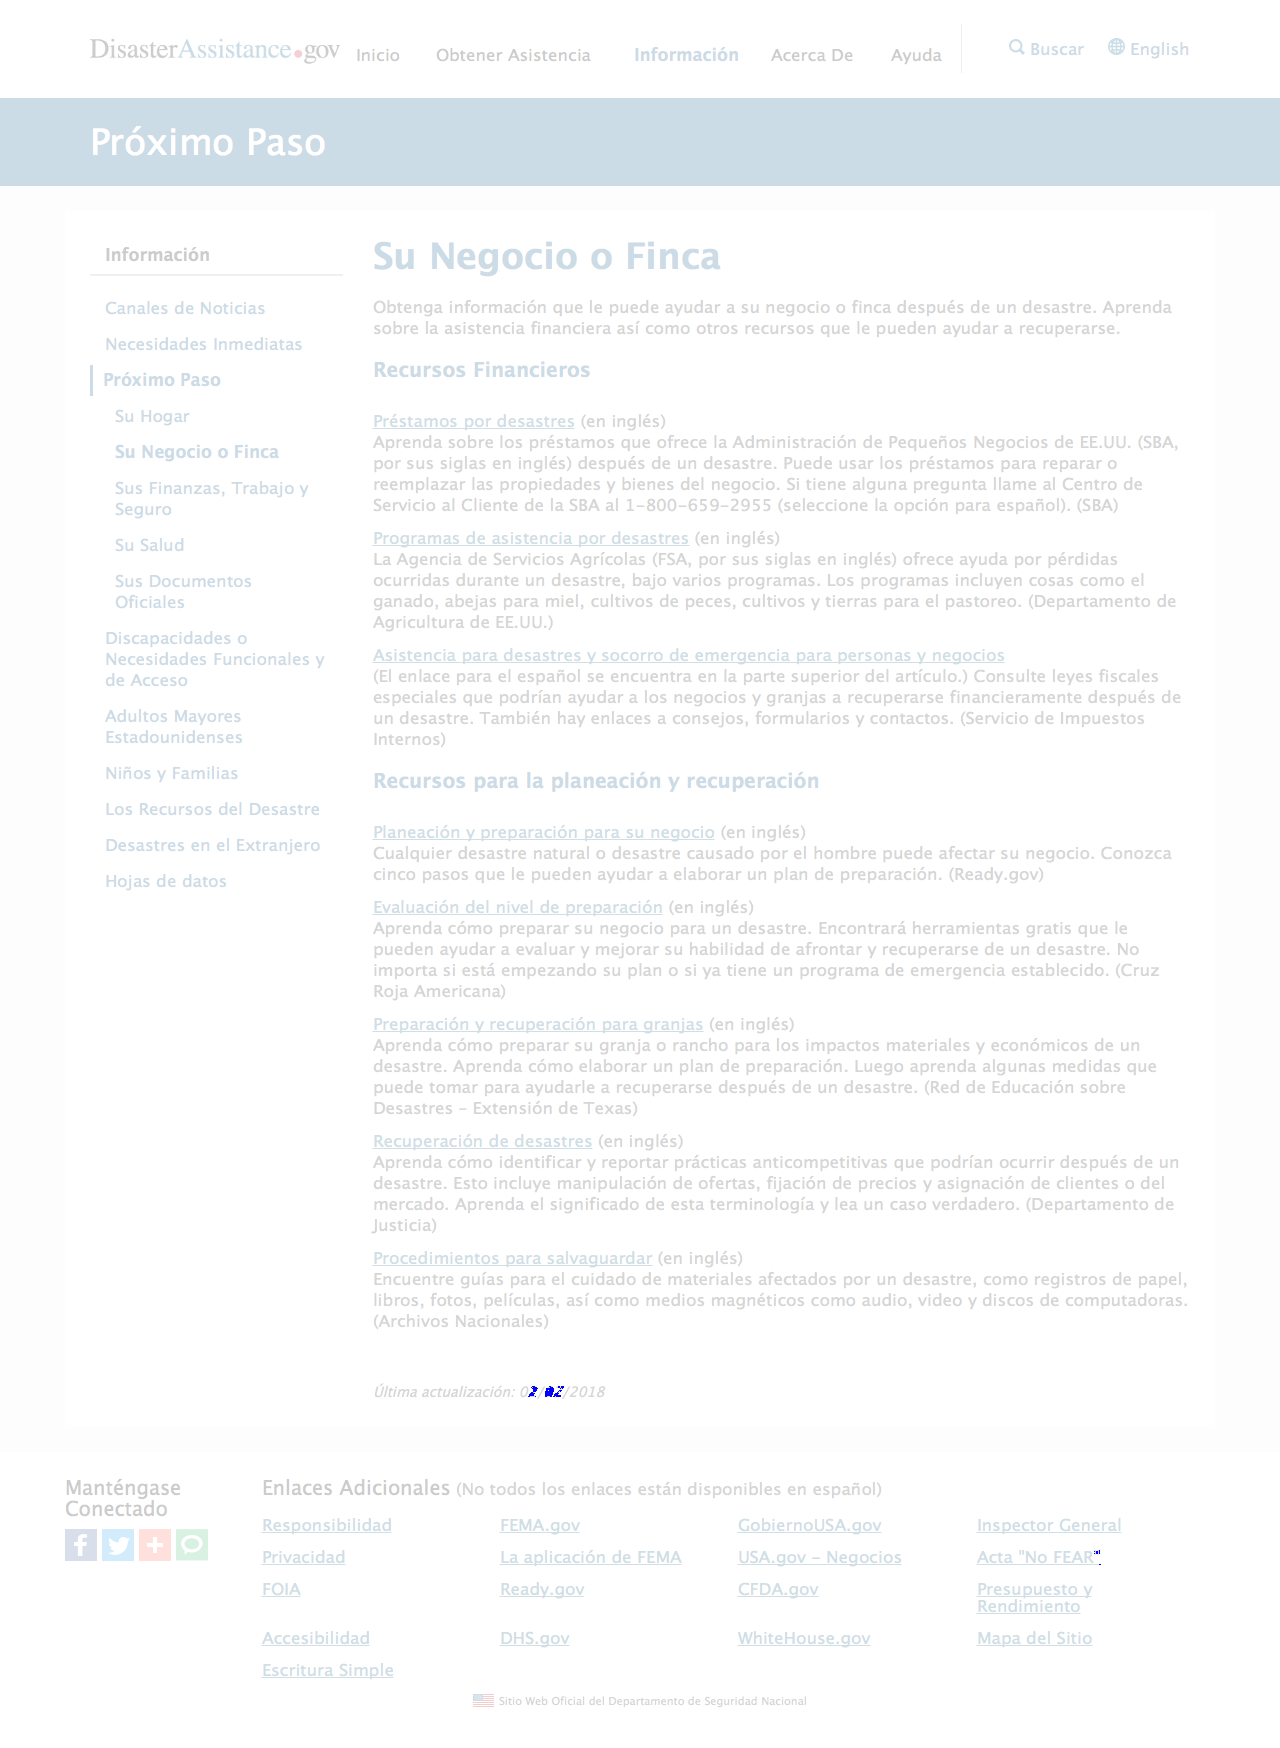 DisasterAssistance.gov Inicio Obtener Asistencia Información Acerca De Ayuda Buscar English
Próximo Paso
Información
Canales de Noticias
Necesidades Inmediatas
Próximo Paso
Su Hogar
Su Negocio o Finca
Sus Finanzas, Trabajo y
Seguro
Su Salud
Sus Documentos
Oficiales
Discapacidades o
Necesidades Funcionales y
de Acceso
Adultos Mayores
Estadounidenses
Niños y Familias
Los Recursos del Desastre
Desastres en el Extranjero
Hojas de datos
Su Negocio o Finca
Obtenga información que le puede ayudar a su negocio o finca después de un desastre. Aprenda
sobre la asistencia financiera así como otros recursos que le pueden ayudar a recuperarse.
Recursos Financieros
Préstamos por desastres (en inglés)
Aprenda sobre los préstamos que ofrece la Administración de Pequeños Negocios de EE.UU. (SBA,
por sus siglas en inglés) después de un desastre. Puede usar los préstamos para reparar o
reemplazar las propiedades y bienes del negocio. Si tiene alguna pregunta llame al Centro de
Servicio al Cliente de la SBA al 1-800-659-2955 (seleccione la opción para español). (SBA)
Programas de asistencia por desastres (en inglés)
La Agencia de Servicios Agrícolas (FSA, por sus siglas en inglés) ofrece ayuda por pérdidas
ocurridas durante un desastre, bajo varios programas. Los programas incluyen cosas como el
ganado, abejas para miel, cultivos de peces, cultivos y tierras para el pastoreo. (Departamento de
Agricultura de EE.UU.)
Asistencia para desastres y socorro de emergencia para personas y negocios
(El enlace para el español se encuentra en la parte superior del artículo.) Consulte leyes fiscales
especiales que podrían ayudar a los negocios y granjas a recuperarse financieramente después de
un desastre. También hay enlaces a consejos, formularios y contactos. (Servicio de Impuestos
Internos)
Recursos para la planeación y recuperación
Planeación y preparación para su negocio (en inglés)
Cualquier desastre natural o desastre causado por el hombre puede afectar su negocio. Conozca
cinco pasos que le pueden ayudar a elaborar un plan de preparación. (Ready.gov)
Evaluación del nivel de preparación (en inglés)
Aprenda cómo preparar su negocio para un desastre. Encontrará herramientas gratis que le
pueden ayudar a evaluar y mejorar su habilidad de afrontar y recuperarse de un desastre. No
importa si está empezando su plan o si ya tiene un programa de emergencia establecido. (Cruz
Roja Americana)
Preparación y recuperación para granjas (en inglés)
Aprenda cómo preparar su granja o rancho para los impactos materiales y económicos de un
desastre. Aprenda cómo elaborar un plan de preparación. Luego aprenda algunas medidas que
puede tomar para ayudarle a recuperarse después de un desastre. (Red de Educación sobre
Desastres - Extensión de Texas)
Recuperación de desastres (en inglés)
Aprenda cómo identificar y reportar prácticas anticompetitivas que podrían ocurrir después de un
desastre. Esto incluye manipulación de ofertas, fijación de precios y asignación de clientes o del
mercado. Aprenda el significado de esta terminología y lea un caso verdadero. (Departamento de
Justicia)
Procedimientos para salvaguardar (en inglés)
Encuentre guías para el cuidado de materiales afectados por un desastre, como registros de papel,
libros, fotos, películas, así como medios magnéticos como audio, video y discos de computadoras.
(Archivos Nacionales)
Última actualización:
Manténgase
Conectado
Enlaces Adicionales (No todos los enlaces están disponibles en español)
Responsibilidad FEMA.gov GobiernoUSA.gov Inspector General
Privacidad La aplicación de FEMA USA.gov - Negocios Acta "No FEAR"
FOIA Ready.gov CFDA.gov Presupuesto y
Rendimiento
Accesibilidad DHS.gov WhiteHouse.gov Mapa del Sitio
Escritura Simple
Sitio Web Oficial del Departamento de Seguridad Nacional